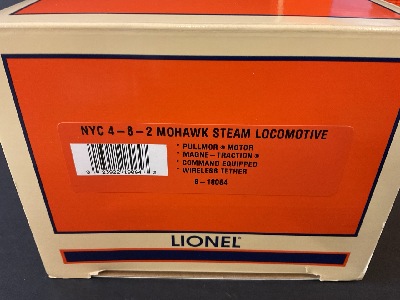 NYC 4-8-2 MOHAWK STEAM LOCOMOTIVE
• PULLMOR® MOTOR
• MAGNE-TRACTION®
• COMMAND EQUIPPED
• WIRELESS TETHER
6-18064
LIONEL